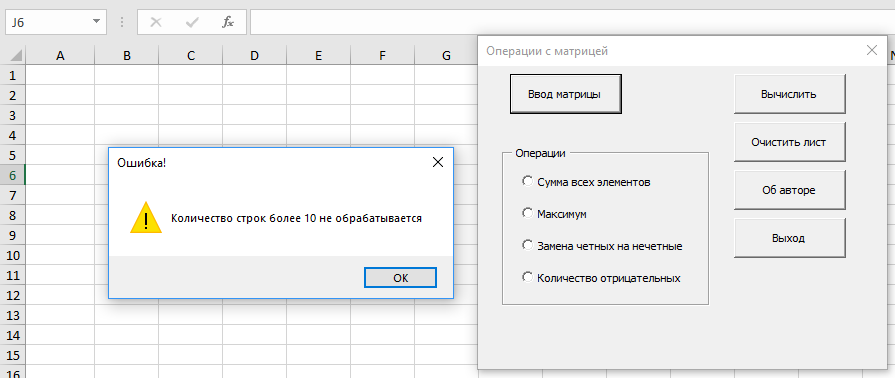 J6
fx
A B C D E F G
Операции с матрицей
1
2
3
4
5
6
7
8
9
10
11
12
13
14
15
16
Ввод матрицы
Вычислить
Очистить лист
Об авторе
Выход
Операции
Сумма всех элементов
Максимум
Замена четных на нечетные
Количество отрицательных
Ошибка!
Количество строк более 10 не обрабатывается
ОК